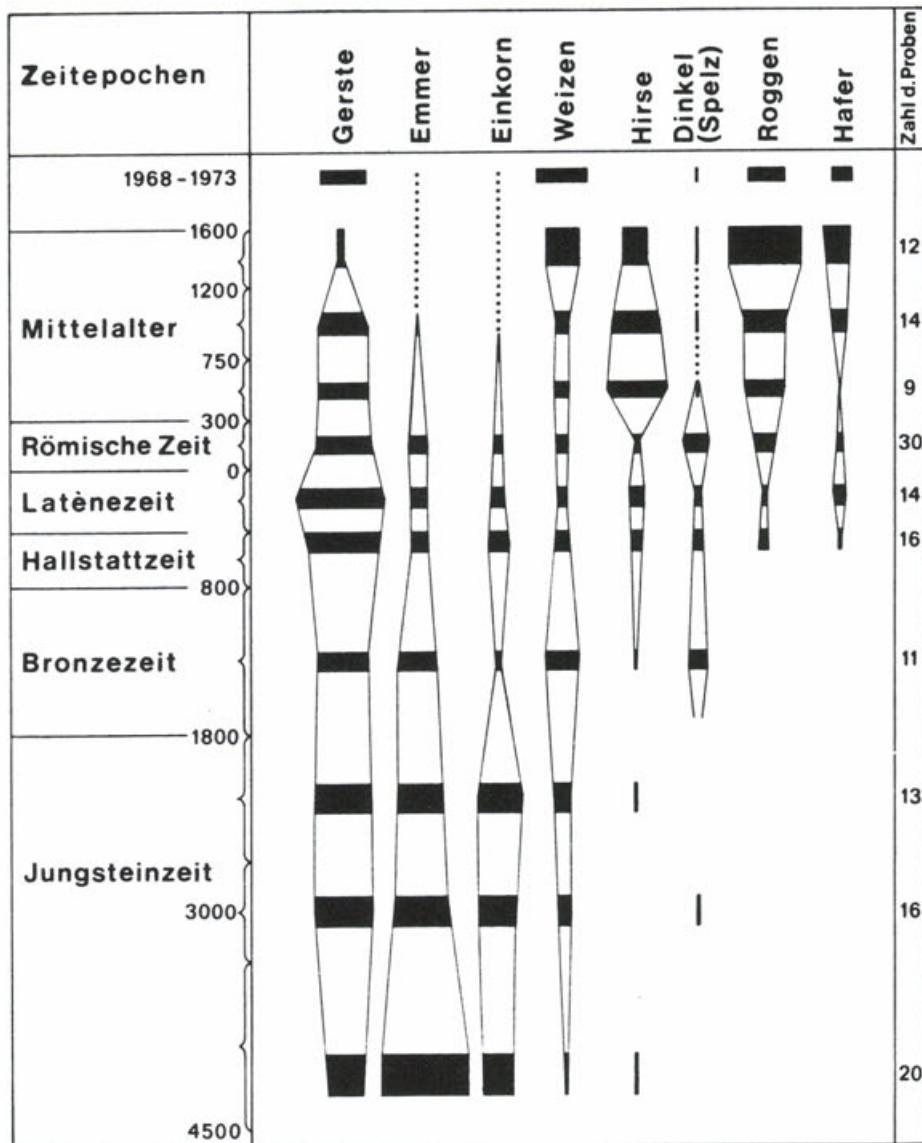 Zeitepochen
Gerste
Emmer
Einkorn
Weizen
Hirse
Dinkel
(Spelz)
Roggen
Hafer
Zahl d. Proben
1968-1973
1600
12
1200
Mittelalter
14
750
9
300
Römische Zeit
30
0
Latènezeit
14
16
Hallstattzeit
800
Bronzezeit
11
1800
13
Jungsteinzeit
3000
16
20
4500